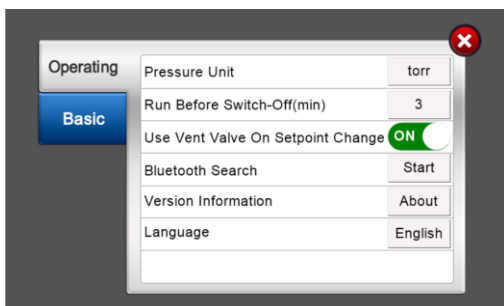 Operating
Basic
Pressure Unit torr
Run Before Switch-Off(min) 3
Use Vent Valve On Setpoint Change ON
Bluetooth Search Start
Version Information About
Language English